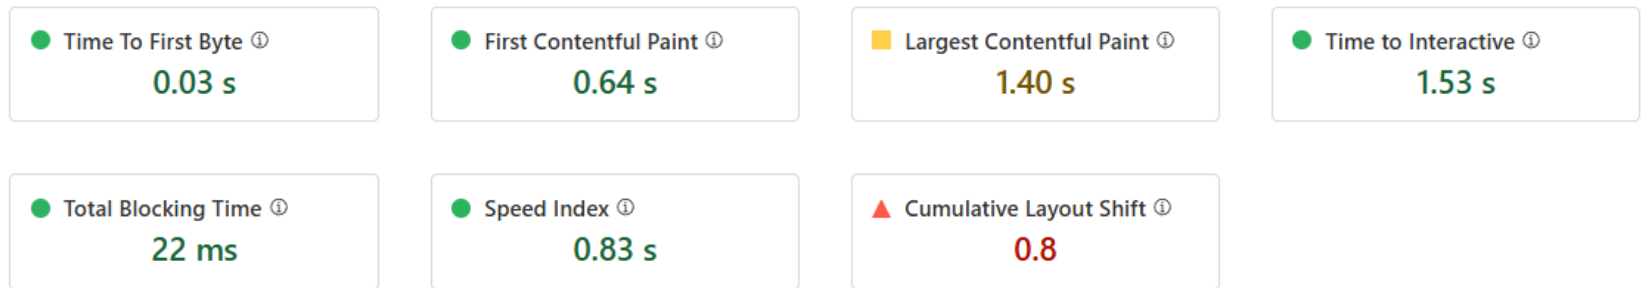 Time To First Byte ⓘ
0.03 s
First Contentful Paint ⓘ
0.64 s
Largest Contentful Paint ⓘ
1.40 s
Time to Interactive ⓘ
1.53 s
Total Blocking Time ⓘ
22 ms
Speed Index ⓘ
0.83 s
Cumulative Layout Shift ⓘ
0.8